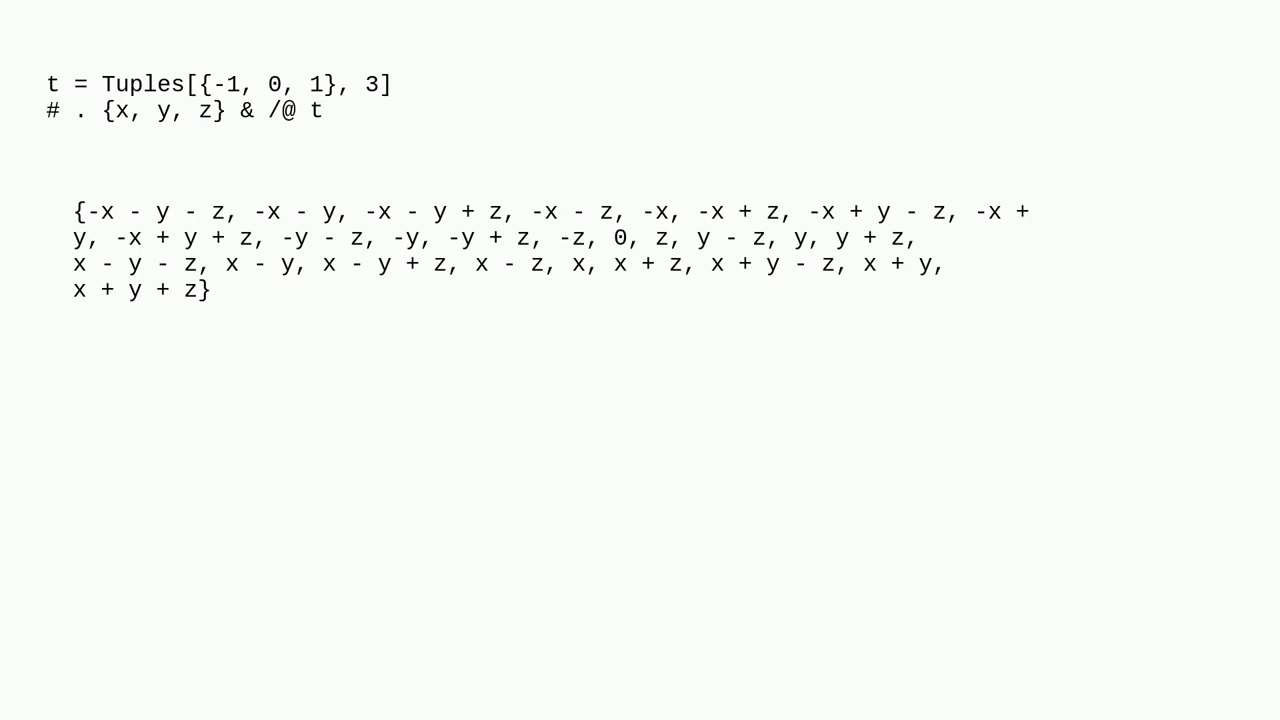 t = Tuples[{-1, 0, 1}, 3]
# . {x, y, z} & /@ t
{-x - y - z, -x - y, -x - y + z, -x - z, -x, -x + z, -x + y - z, -x +
y, -x + y + z, -y - z, -y, -y + z, -z, 0, z, y - z, y, y + z,
x - y - z, x - y, x - y + z, x - z, x, x + z, x + y - z, x + y,
x + y + z}